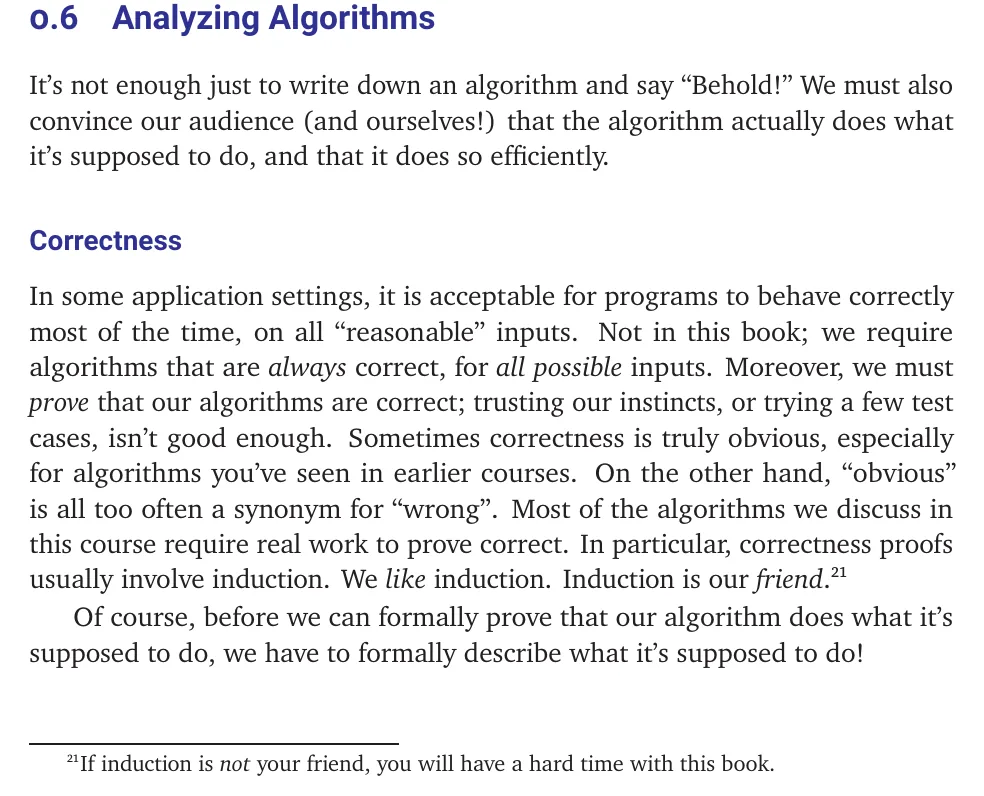 0.6 Analyzing Algorithms
It’s not enough just to write down an algorithm and say “Behold!” We must also
convince our audience (and ourselves!) that the algorithm actually does what
it’s supposed to do, and that it does so efficiently.
Correctness
In some application settings, it is acceptable for programs to behave correctly
most of the time, on all “reasonable” inputs. Not in this book; we require
algorithms that are always correct, for all possible inputs. Moreover, we must
prove that our algorithms are correct; trusting our instincts, or trying a few test
cases, isn’t good enough. Sometimes correctness is truly obvious, especially
for algorithms you’ve seen in earlier courses. On the other hand, “obvious”
is all too often a synonym for “wrong”. Most of the algorithms we discuss in
this course require real work to prove correct. In particular, correctness proofs
usually involve induction. We like induction. Induction is our friend.²¹
Of course, before we can formally prove that our algorithm does what it’s
supposed to do, we have to formally describe what it’s supposed to do!
²¹If induction is not your friend, you will have a hard time with this book.